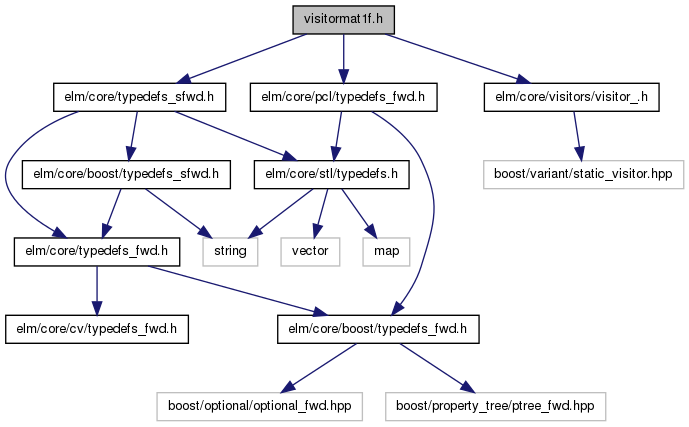 visitormat1f.h
elm/core/typedefs_sfwd.h
elm/core/pcl/typedefs_fwd.h
elm/core/visitors/visitor_.h
elm/core/boost/typedefs_sfwd.h
elm/core/stl/typedefs.h
boost/variant/static_visitor.hpp
elm/core/typedefs_fwd.h
string
vector
map
elm/core/cv/typedefs_fwd.h
elm/core/boost/typedefs_fwd.h
boost/optional/optional_fwd.hpp
boost/property_tree/ptree_fwd.hpp